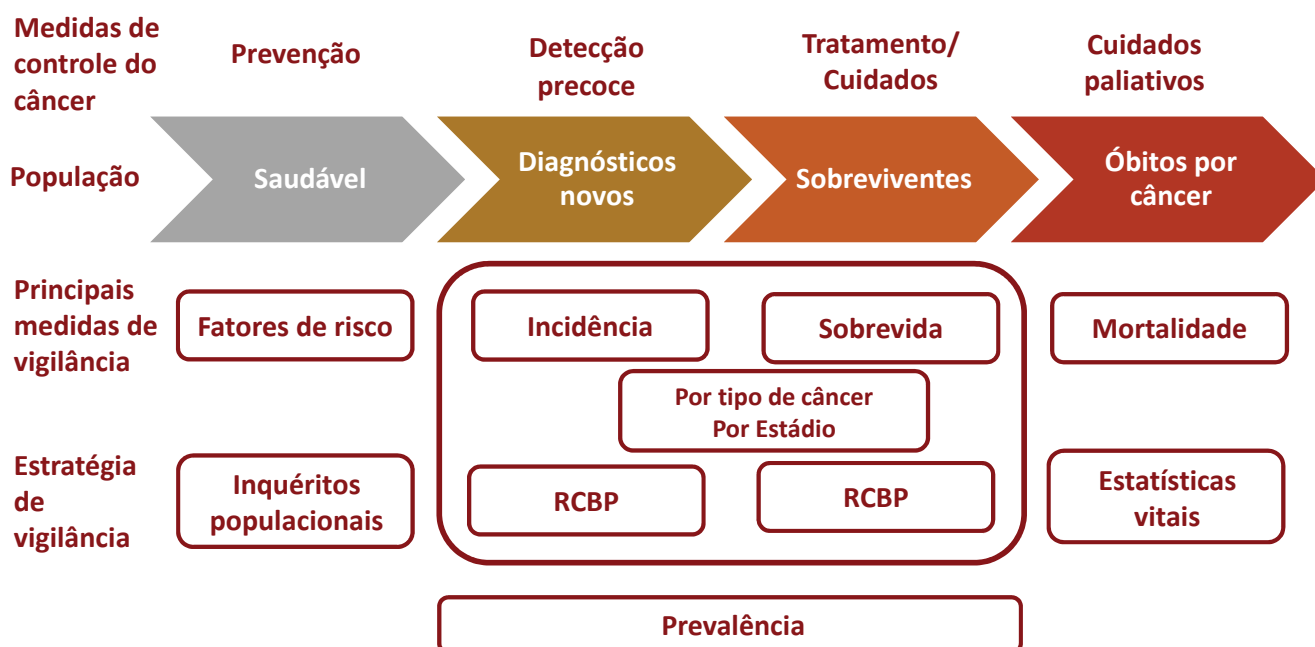 Medidas de
controle do
câncer
Prevenção
Detecção
precoce
Tratamento/
Cuidados
Cuidados
paliativos
População
Saudável
Diagnósticos
novos
Sobreviventes
Óbitos por
câncer
Principais
medidas de
vigilância
Fatores de risco
Incidência
Sobrevida
Mortalidade
Por tipo de câncer
Por Estádio
Estratégia
de
vigilância
Inquéritos
populacionais
RCBP
RCBP
Estatísticas
vitais
Prevalência